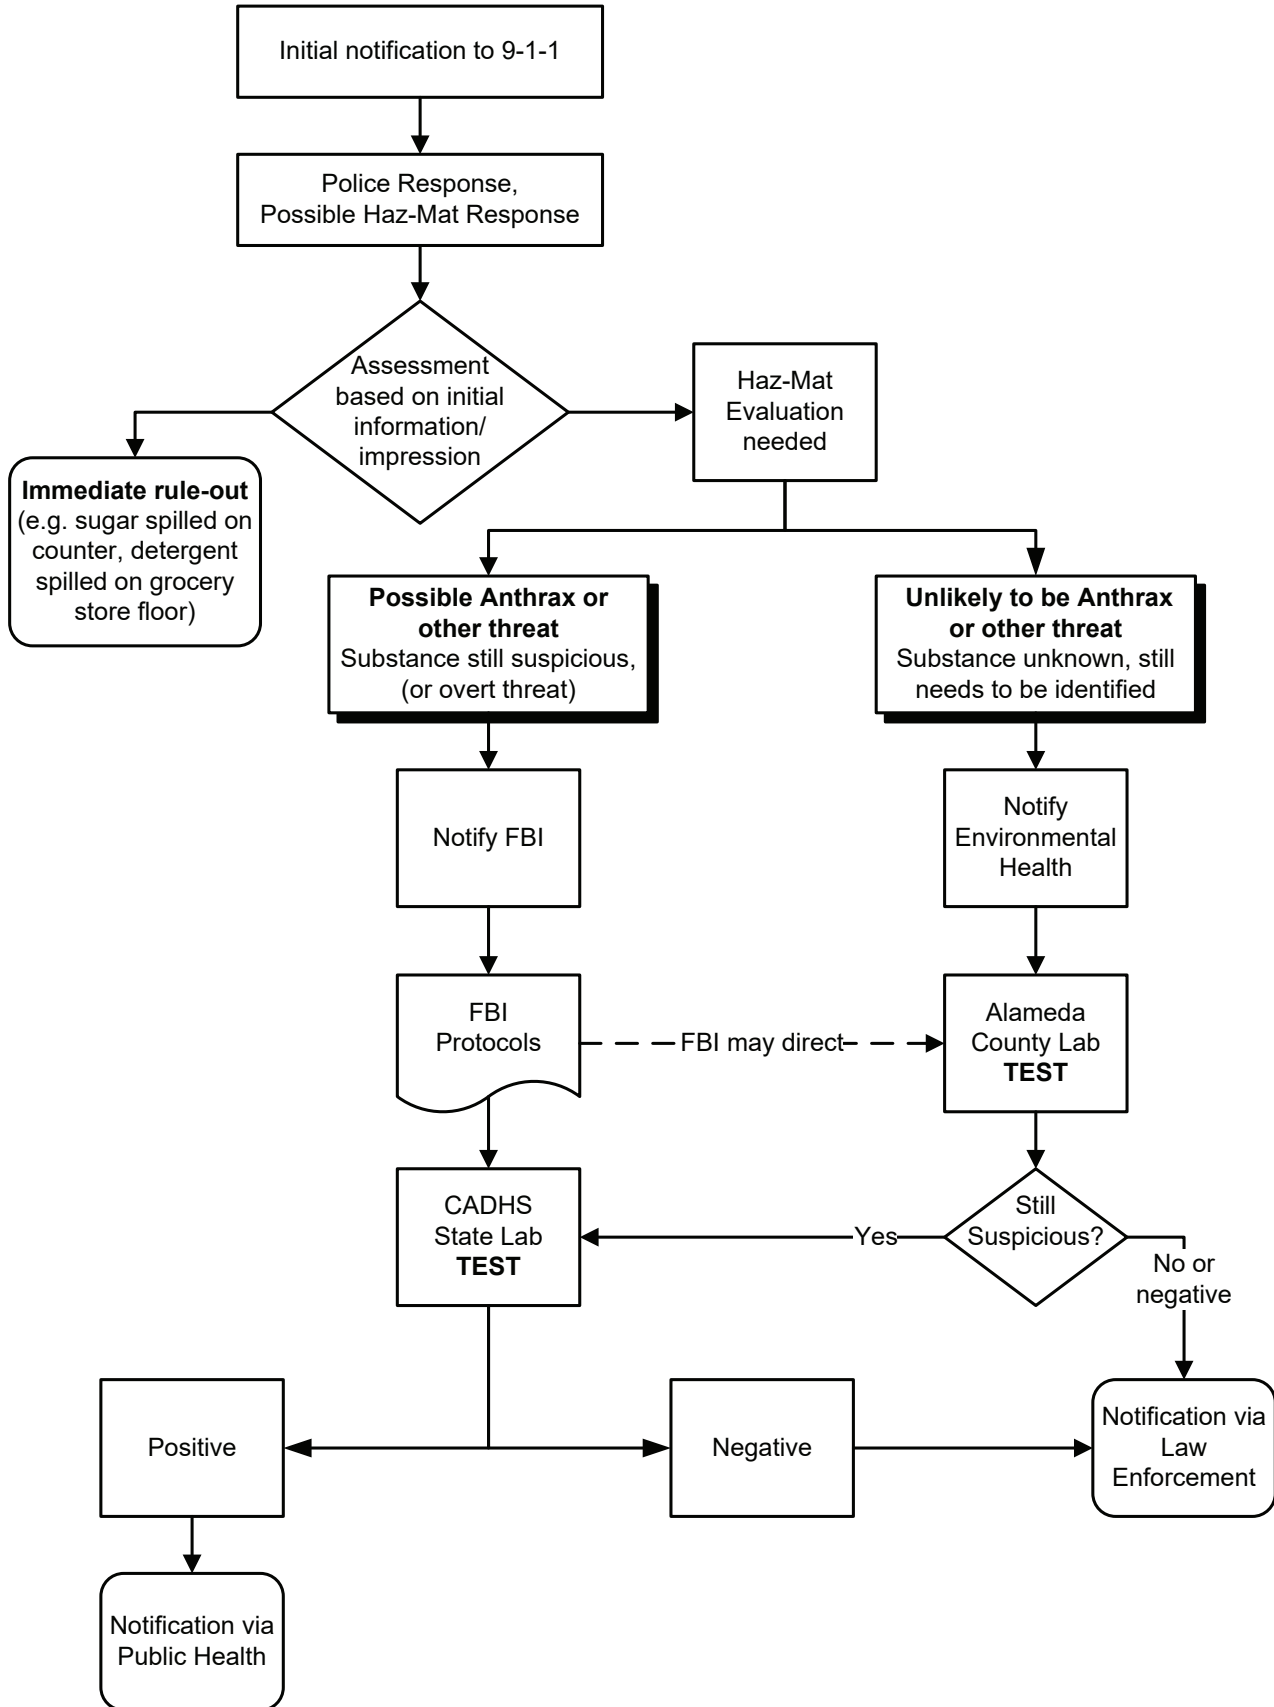 Initial notification to 9-1-1
Police Response,
Possible Haz-Mat Response
Assessment
based on initial
information/
impression
Haz-Mat
Evaluation
needed
Immediate rule-out
(e.g. sugar spilled on
counter, detergent
spilled on grocery
store floor)
Possible Anthrax or
other threat
Substance still suspicious,
(or overt threat)
Unlikely to be Anthrax
or other threat
Substance unknown, still
needs to be identified
Notify FBI
Notify
Environmental
Health
FBI
Protocols
FBI may direct
Alameda
County Lab
TEST
CADHS
State Lab
TEST
Yes
Still
Suspicious?
No or
negative
Positive
Negative
Notification via
Law
Enforcement
Notification via
Public Health